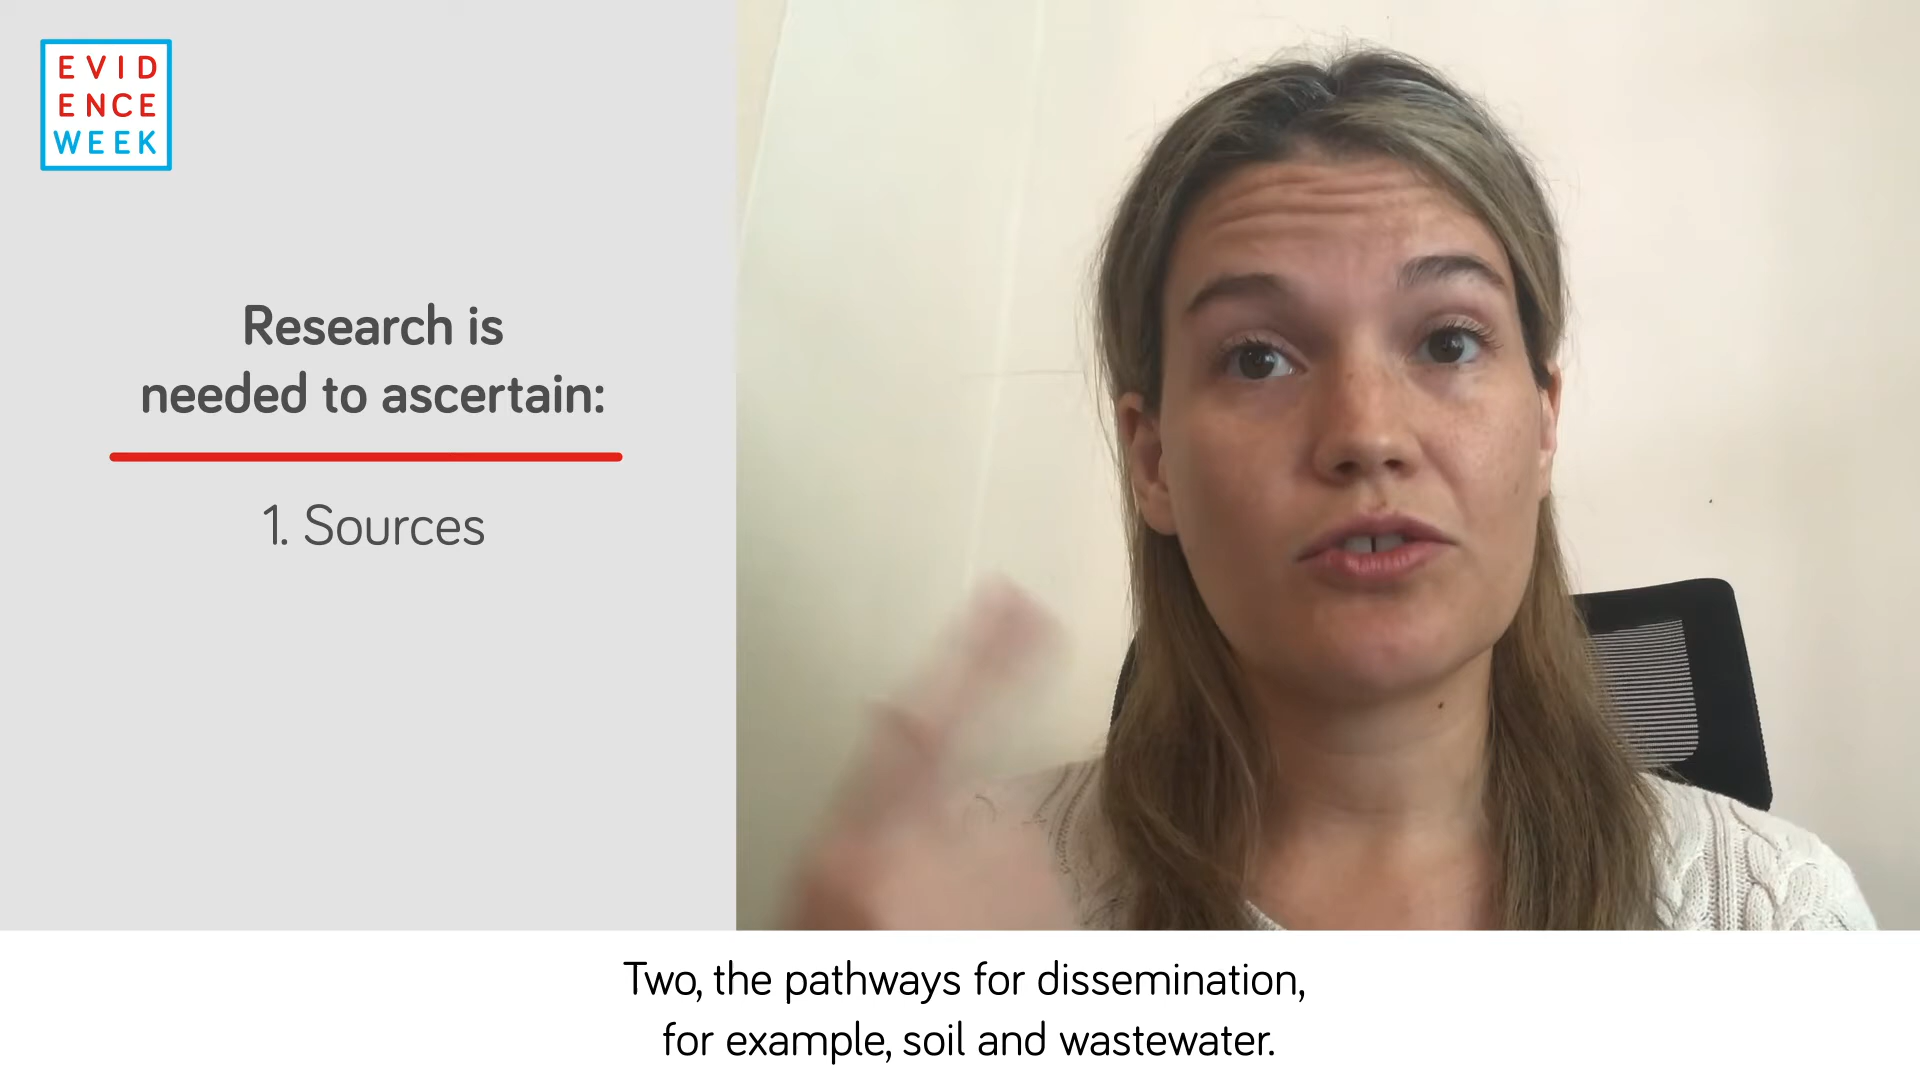 EVID
ENCE
WEEK
Research is
needed to ascertain:
1. Sources
Two, the pathways for dissemination,
for example, soil and wastewater.